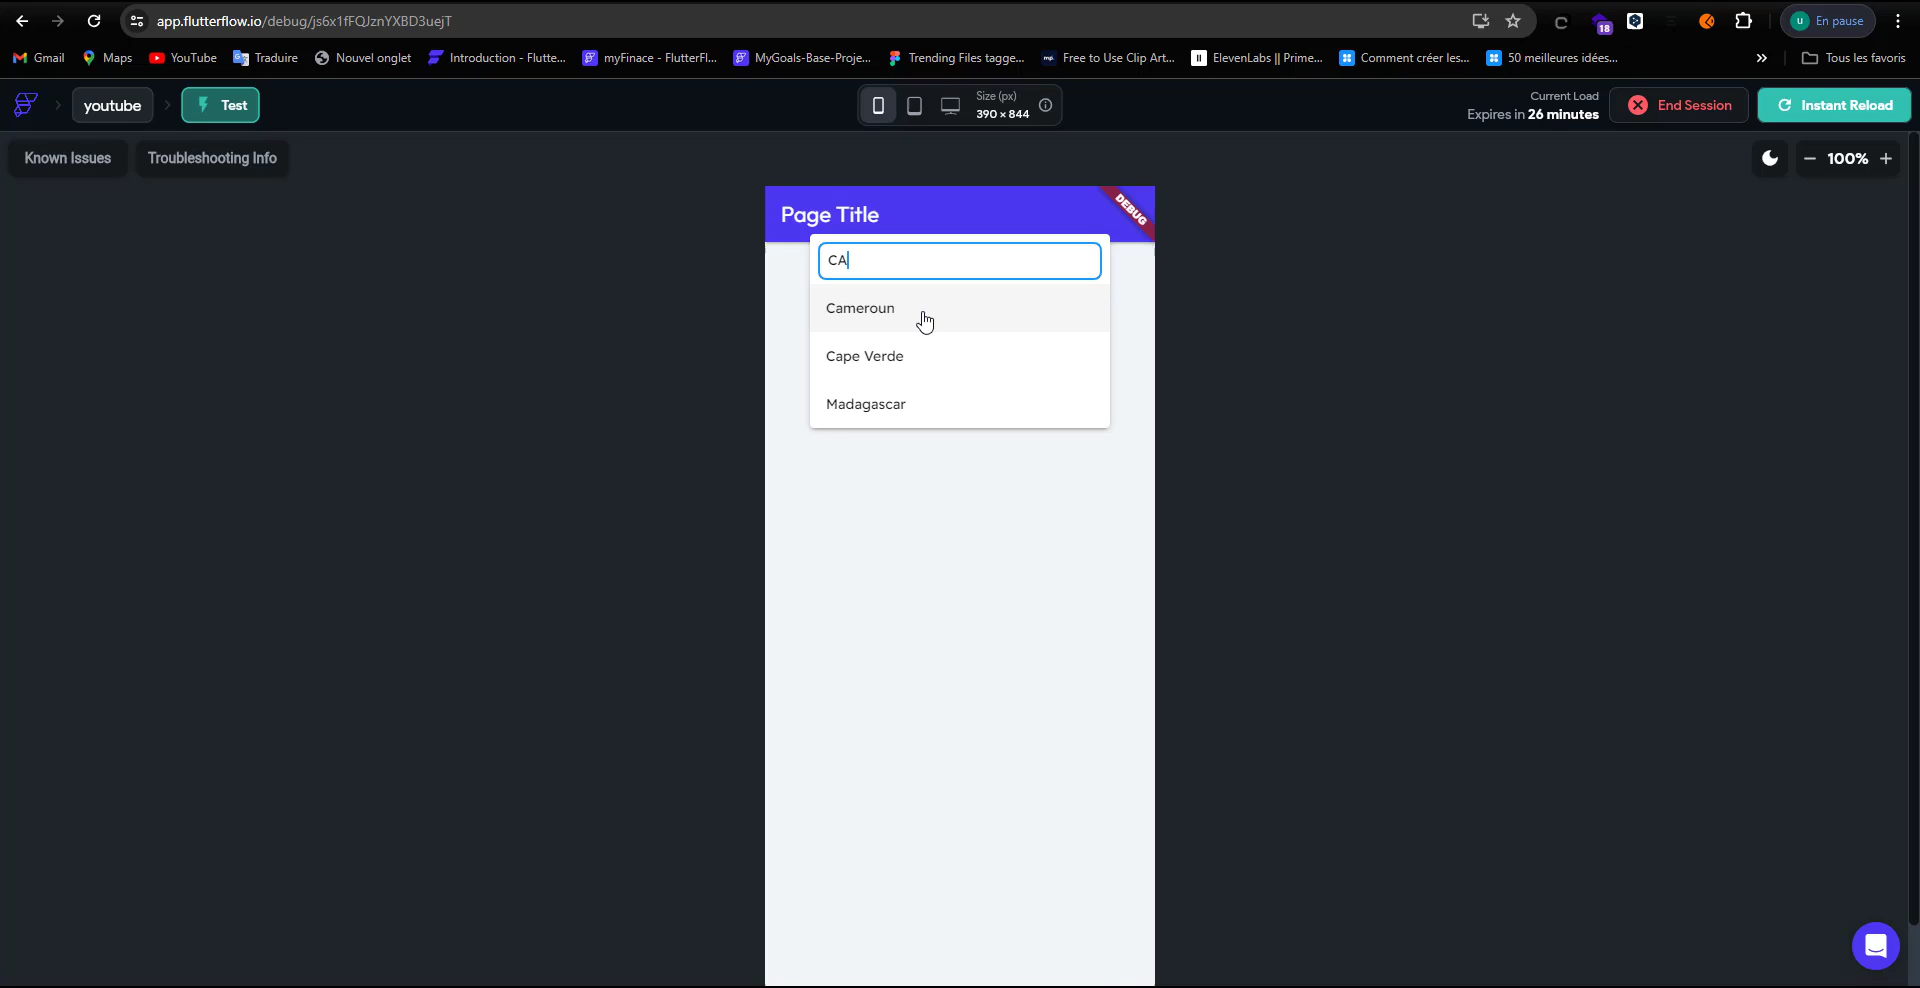 app.flutterflow.io/debug/js6x1fFQJznYXBD3uejT
18
u En pause
Gmail Maps YouTube Traduire Nouvel onglet Introduction - Flutte... myFinace - FlutterFl... MyGoals-Base-Proje... Trending Files tagge... Free to Use Clip Art... ElevenLabs || Prime... Comment créer les... 50 meilleures idées... » Tous les favoris
youtube Test
Size (px)
390 × 844
Current Load
Expires in 26 minutes
End Session
Instant Reload
Known Issues Troubleshooting Info
100%
Page Title
DEBUG
CA
Cameroun
Cape Verde
Madagascar